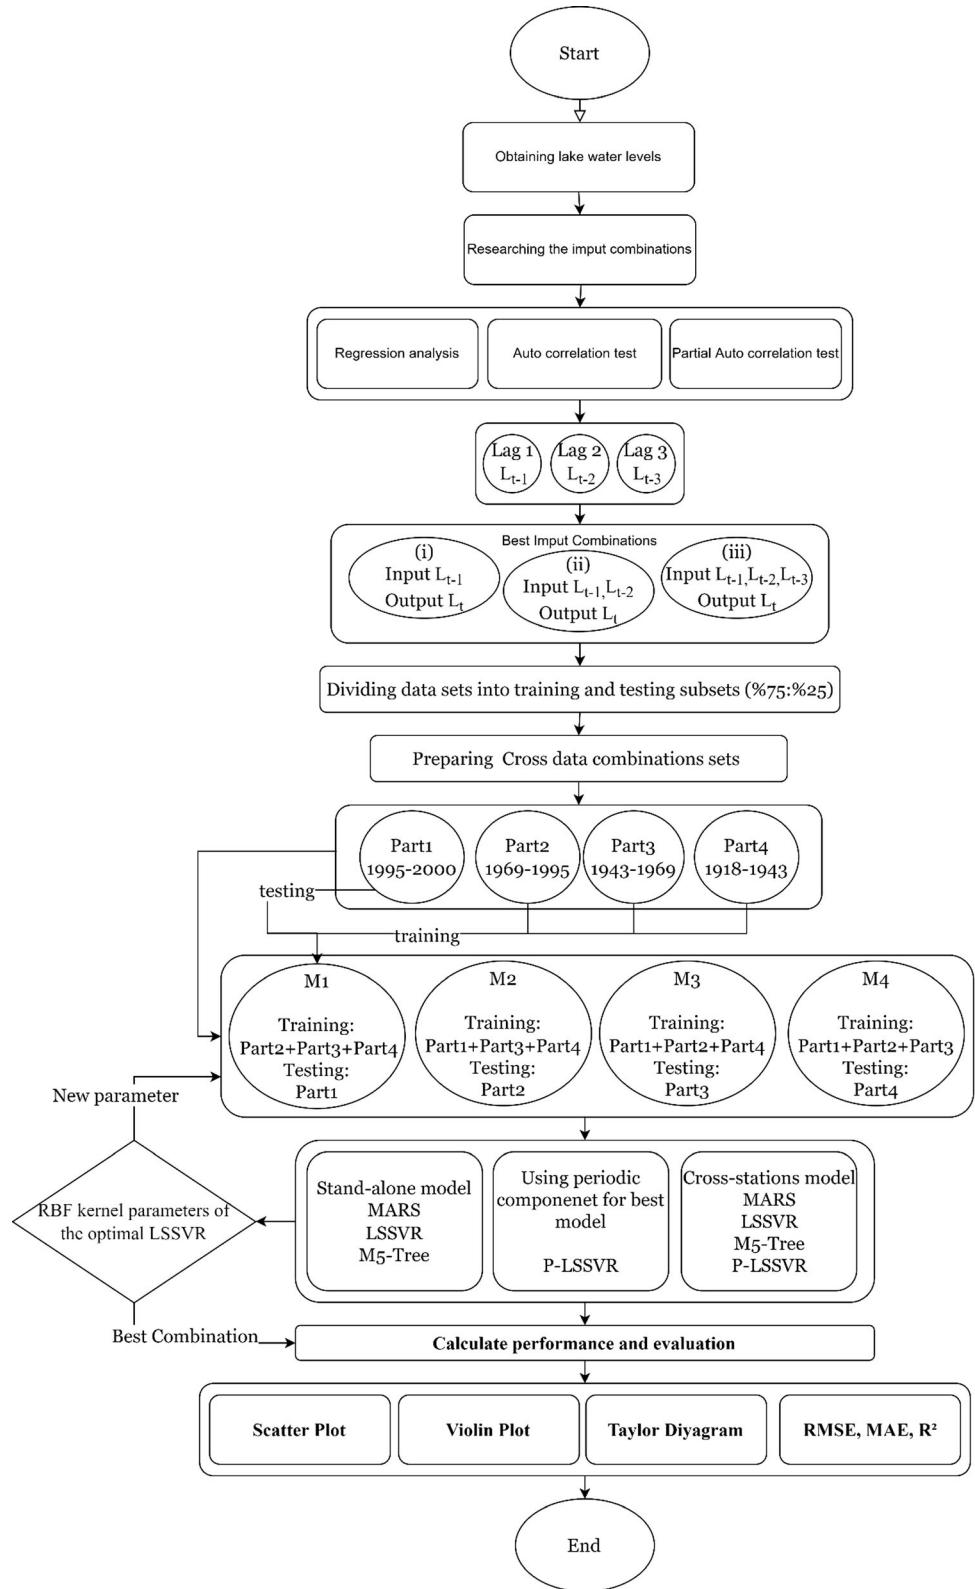 Start
Obtaining lake water levels
Researching the imput combinations
Regression analysis
Auto correlation test
Partial Auto correlation test
Lag 1
Lₜ₋₁
Lag 2
Lₜ₋₂
Lag 3
Lₜ₋₃
Best Imput Combinations
(i)
Input Lₜ₋₁
Output Lₜ
(ii)
Input Lₜ₋₁,Lₜ₋₂
Output Lₜ
(iii)
Input Lₜ₋₁,Lₜ₋₂,Lₜ₋₃
Output Lₜ
Dividing data sets into training and testing subsets (%75:%25)
Preparing Cross data combinations sets
Part1
1995-2000
Part2
1969-1995
Part3
1943-1969
Part4
1918-1943
testing
training
M1
Training:
Part2+Part3+Part4
Testing:
Part1
M2
Training:
Part1+Part3+Part4
Testing:
Part2
M3
Training:
Part1+Part2+Part4
Testing:
Part3
M4
Training:
Part1+Part2+Part3
Testing:
Part4
New parameter
RBF kernel parameters of
the optimal LSSVR
Stand-alone model
MARS
LSSVR
M5-Tree
Using periodic
componenet for best
model
P-LSSVR
Cross-stations model
MARS
LSSVR
M5-Tree
P-LSSVR
Best Combination
Calculate performance and evaluation
Scatter Plot
Violin Plot
Taylor Diyagram
RMSE, MAE, R²
End